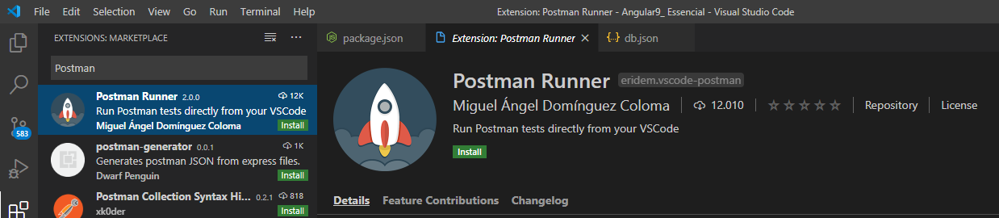 File Edit Selection View Go Run Terminal Help Extension: Postman Runner - Angular9_ Essencial - Visual Studio Code
EXTENSIONS: MARKETPLACE
Postman
Postman Runner 2.0.0 12K
Run Postman tests directly from your VSCode
Miguel Ángel Domínguez Coloma Install
postman-generator 0.0.1 1K
Generates postman JSON from express files.
Dwarf Penguin Install
Postman Collection Syntax Hi... 0.2.1 818
xk0der Install
583
package.json Extension: Postman Runner db.json
Postman Runner eridem.vscode-postman
Miguel Ángel Domínguez Coloma 12.010 Repository License
Run Postman tests directly from your VSCode
Install
Details Feature Contributions Changelog